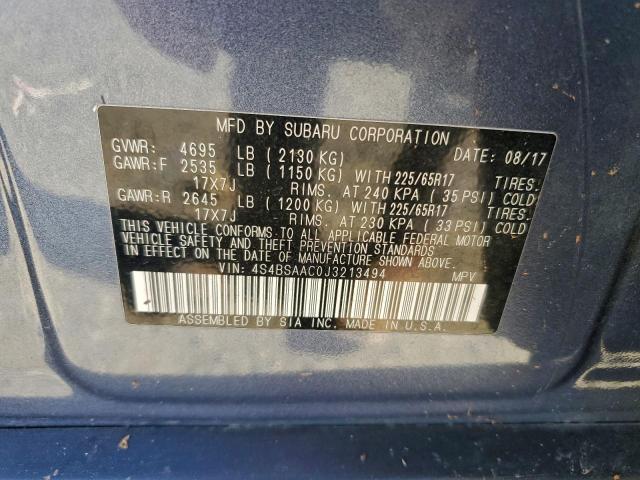 MFD BY SUBARU CORPORATION
GVWR: 4695 LB (2130 KG) DATE: 08/17
GAWR:F 2535 LB (1150 KG) WITH 225/65R17 TIRES.
17X7J RIMS. AT 240 KPA (35 PSI) COLD
GAWR:R 2645 LB (1200 KG) WITH 225/65R17 TIRES.
17X7J RIMS. AT 230 KPA (33 PSI) COLD
THIS VEHICLE CONFORMS TO ALL APPLICABLE FEDERAL MOTOR
VEHICLE SAFETY AND THEFT PREVENTION STANDARDS
IN EFFECT ON THE DATE OF MANUFACTURE SHOWN ABOVE.
VIN: 4S4BSAAC0J3213494 MPV
ASSEMBLED BY SIA INC. MADE IN U.S.A.